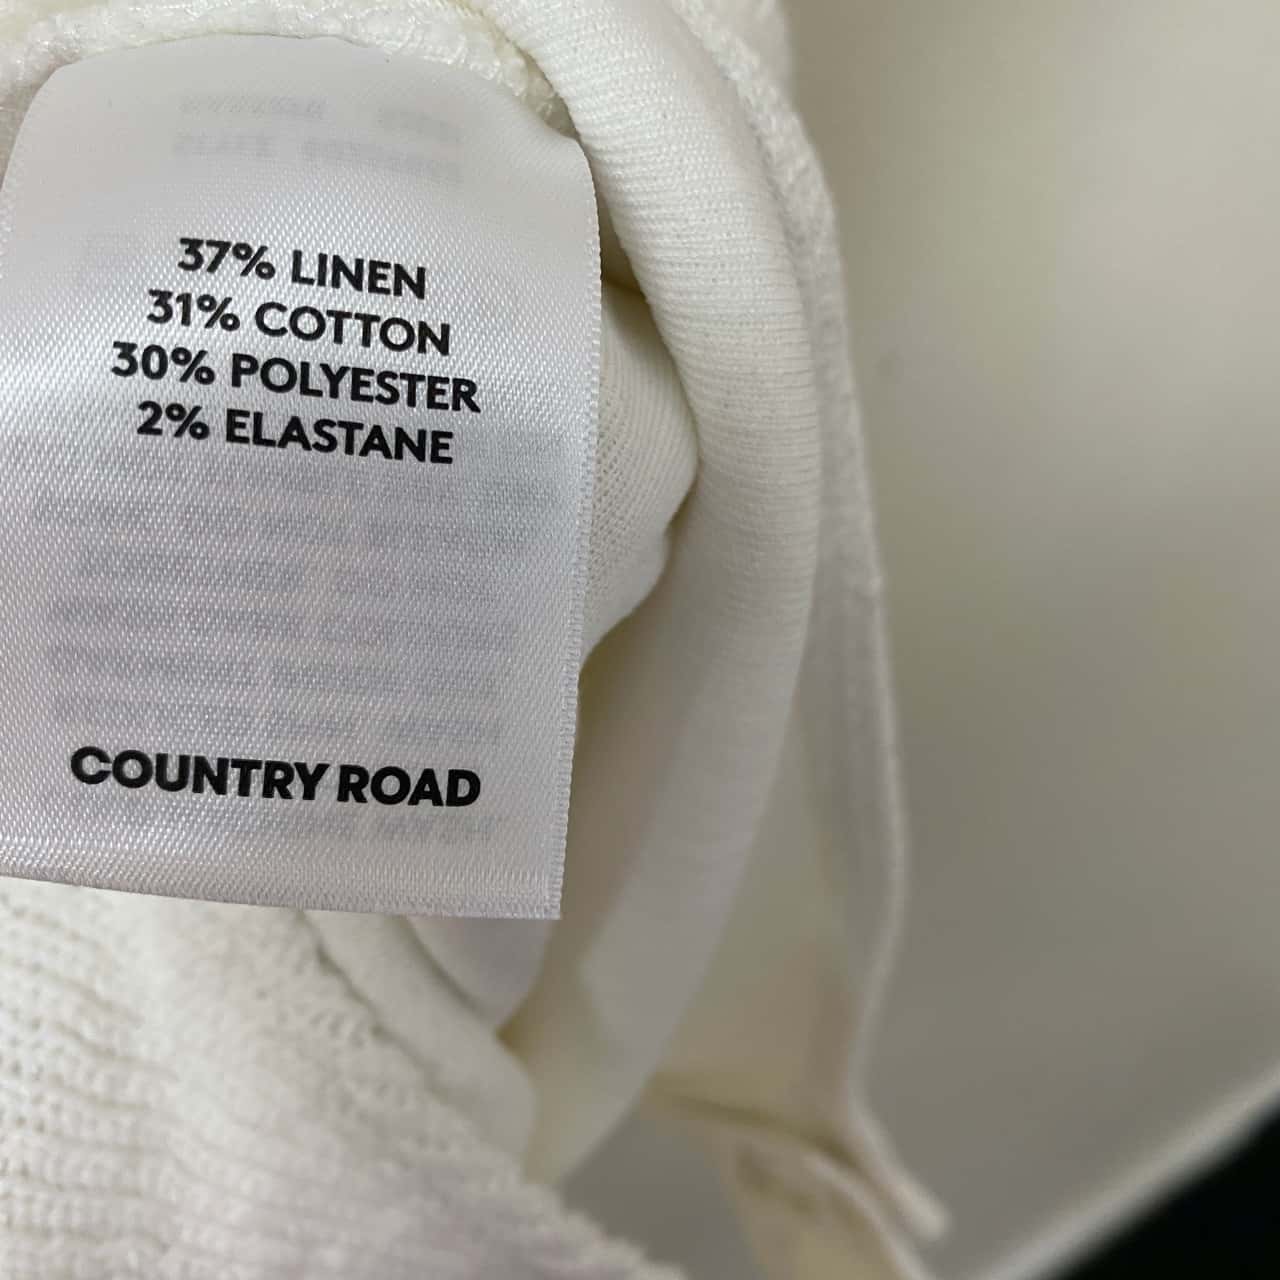 37% LINEN
31% COTTON
30% POLYESTER
2% ELASTANE
COUNTRY ROAD